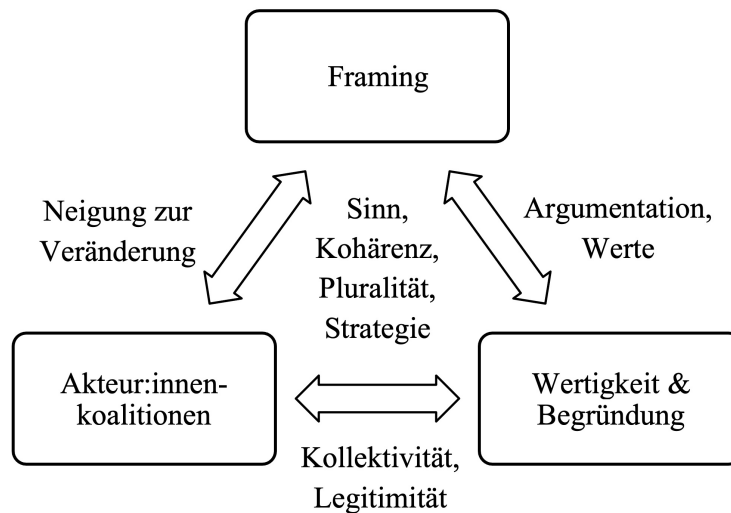 Framing
Neigung zur
Veränderung
Sinn,
Kohärenz,
Pluralität,
Strategie
Argumentation,
Werte
Akteur:innen-
koalitionen
Wertigkeit &
Begründung
Kollektivität,
Legitimität